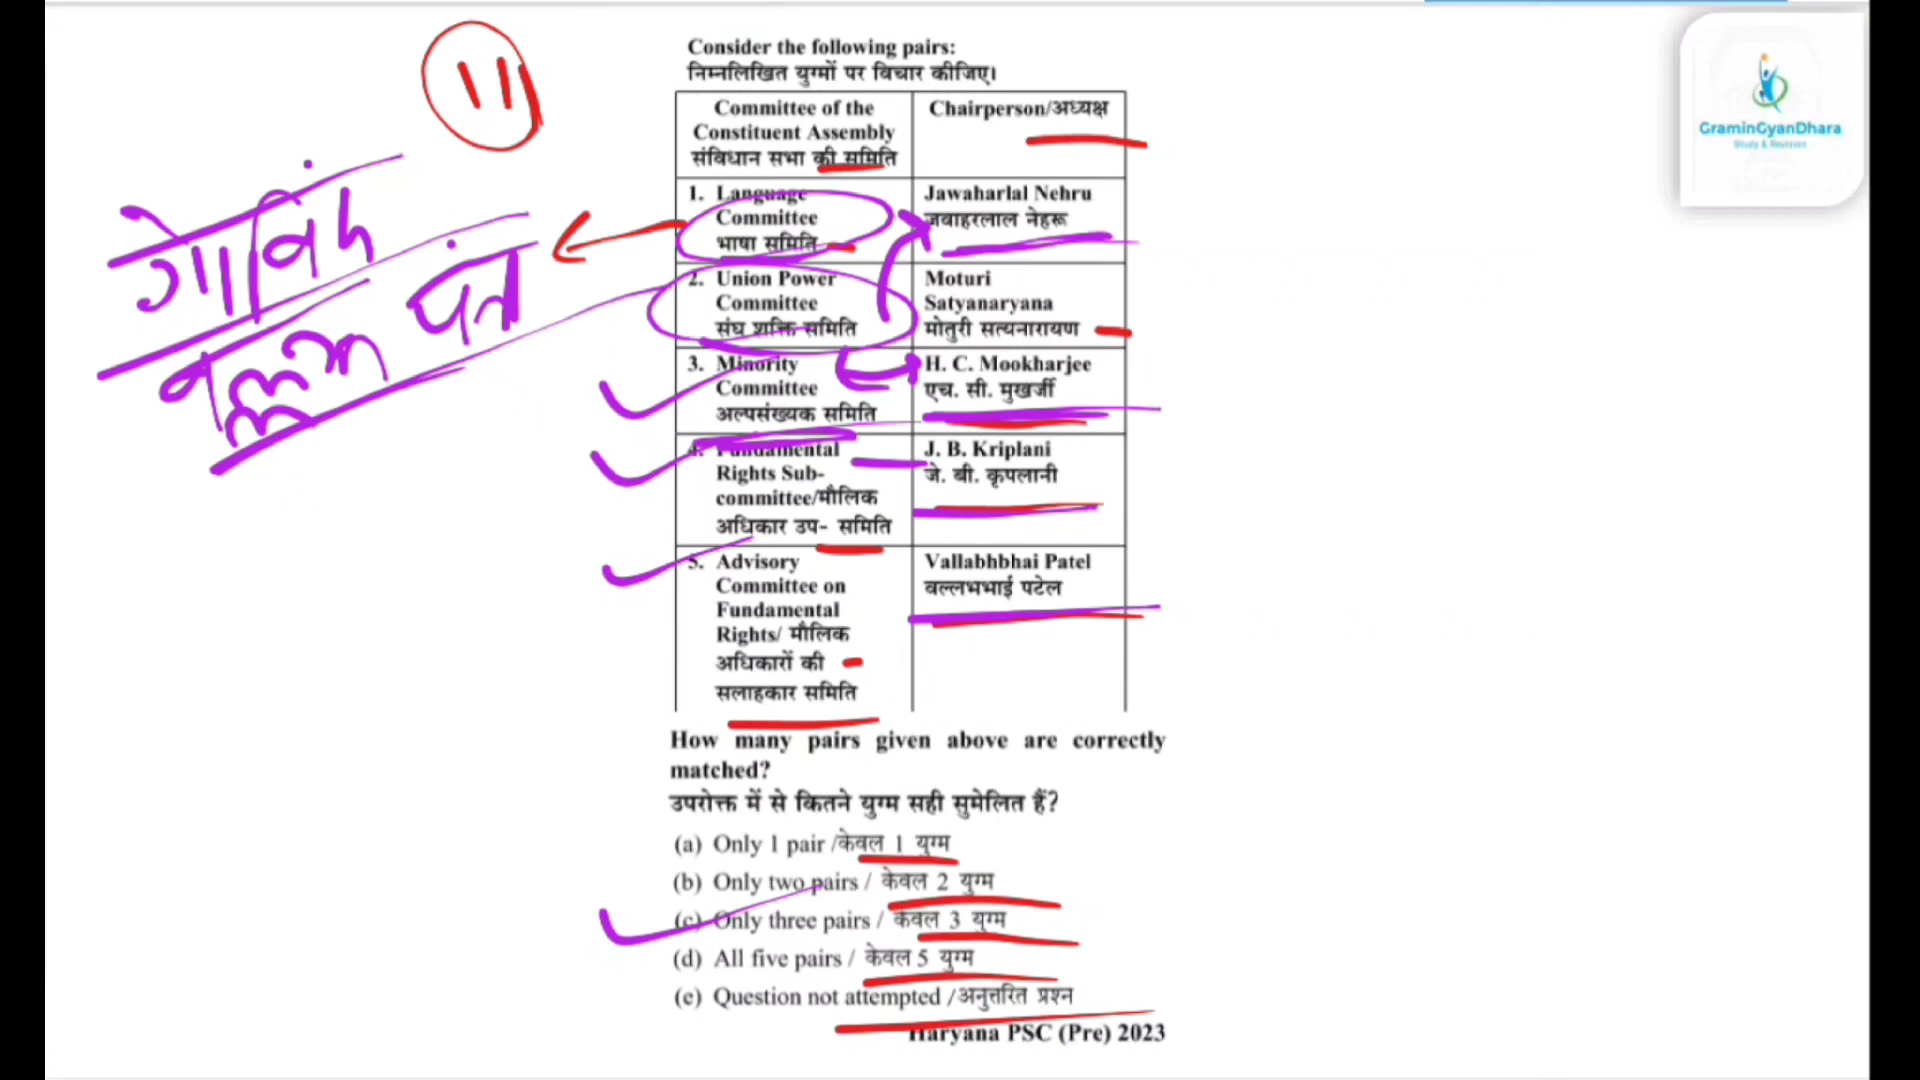 Consider the following pairs:
निम्नलिखित युग्मों पर विचार कीजिए।
11
Committee of the
Constituent Assembly
संविधान सभा की समिति
Chairperson/अध्यक्ष
1. Language
Committee
भाषा समिति
Jawaharlal Nehru
जवाहरलाल नेहरू
2. Union Power
Committee
संघ शक्ति समिति
Moturi
Satyanaryana
मोतुरी सत्यनारायण
3. Minority
Committee
अल्पसंख्यक समिति
H. C. Mookharjee
एच. सी. मुखर्जी
4. Fundamental
Rights Sub-
committee/मौलिक
अधिकार उप- समिति
J. B. Kriplani
जे. बी. कृपलानी
5. Advisory
Committee on
Fundamental
Rights/ मौलिक
अधिकारों की
सलाहकार समिति
Vallabhbhai Patel
वल्लभभाई पटेल
गोविंद
वल्लभ पंत
How many pairs given above are correctly
matched?
उपरोक्त में से कितने युग्म सही सुमेलित हैं?
(a) Only 1 pair /केवल 1 युग्म
(b) Only two pairs / केवल 2 युग्म
(c) Only three pairs / केवल 3 युग्म
(d) All five pairs / केवल 5 युग्म
(e) Question not attempted /अनुत्तरित प्रश्न
Haryana PSC (Pre) 2023
GraminGyanDhara
Study & Revision